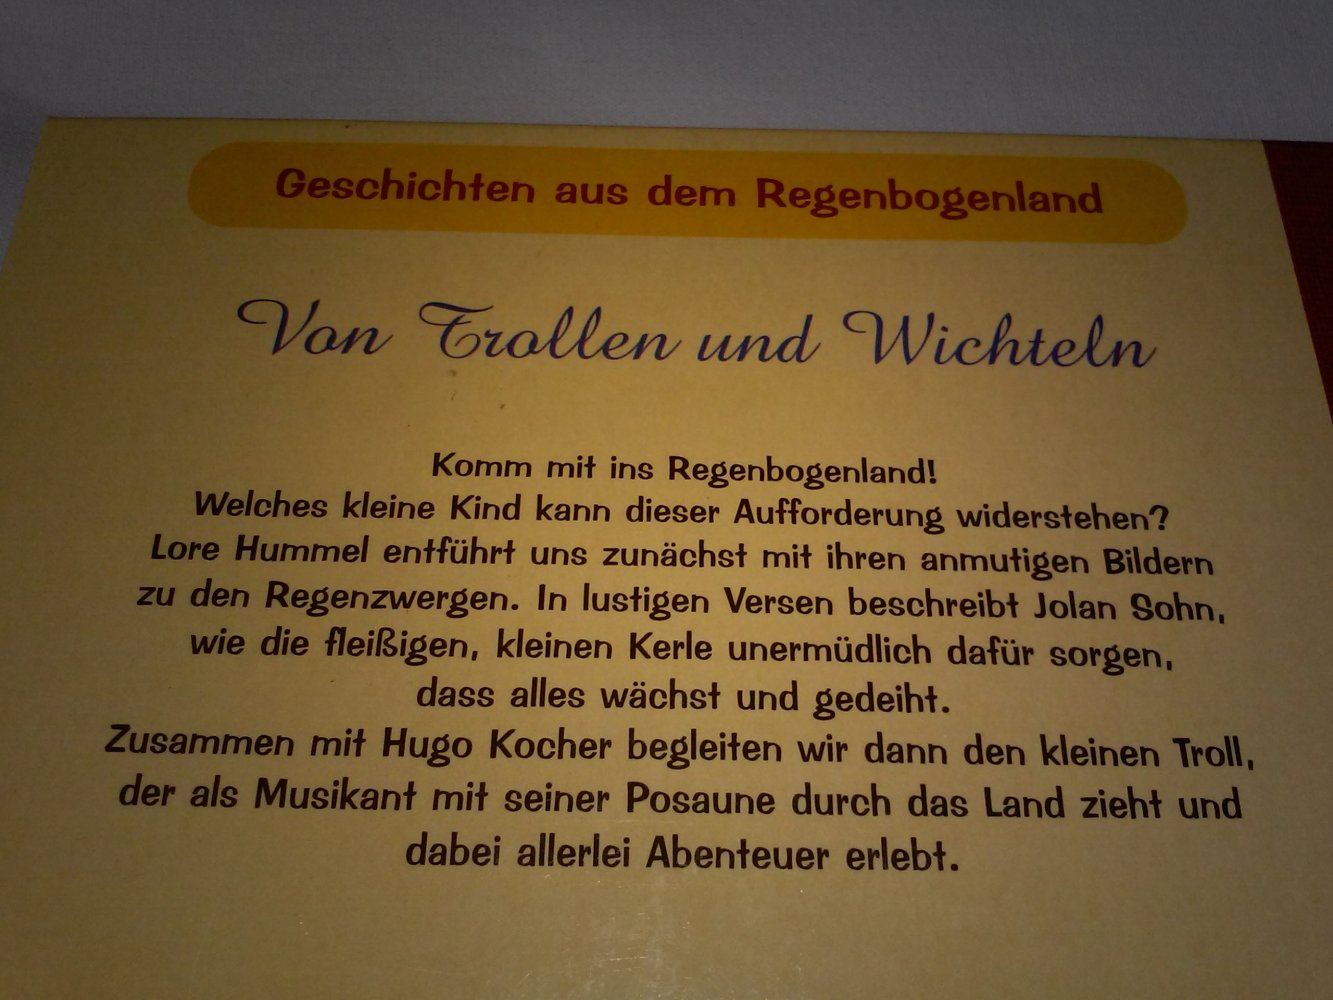 Geschichten aus dem Regenbogenland
Von Trollen und Wichteln
Komm mit ins Regenbogenland!
Welches kleine Kind kann dieser Aufforderung widerstehen?
Lore Hummel entführt uns zunächst mit ihren anmutigen Bildern
zu den Regenzwergen. In lustigen Versen beschreibt Jolan Sohn,
wie die fleißigen, kleinen Kerle unermüdlich dafür sorgen,
dass alles wächst und gedeiht.
Zusammen mit Hugo Kocher begleiten wir dann den kleinen Troll,
der als Musikant mit seiner Posaune durch das Land zieht und
dabei allerlei Abenteuer erlebt.